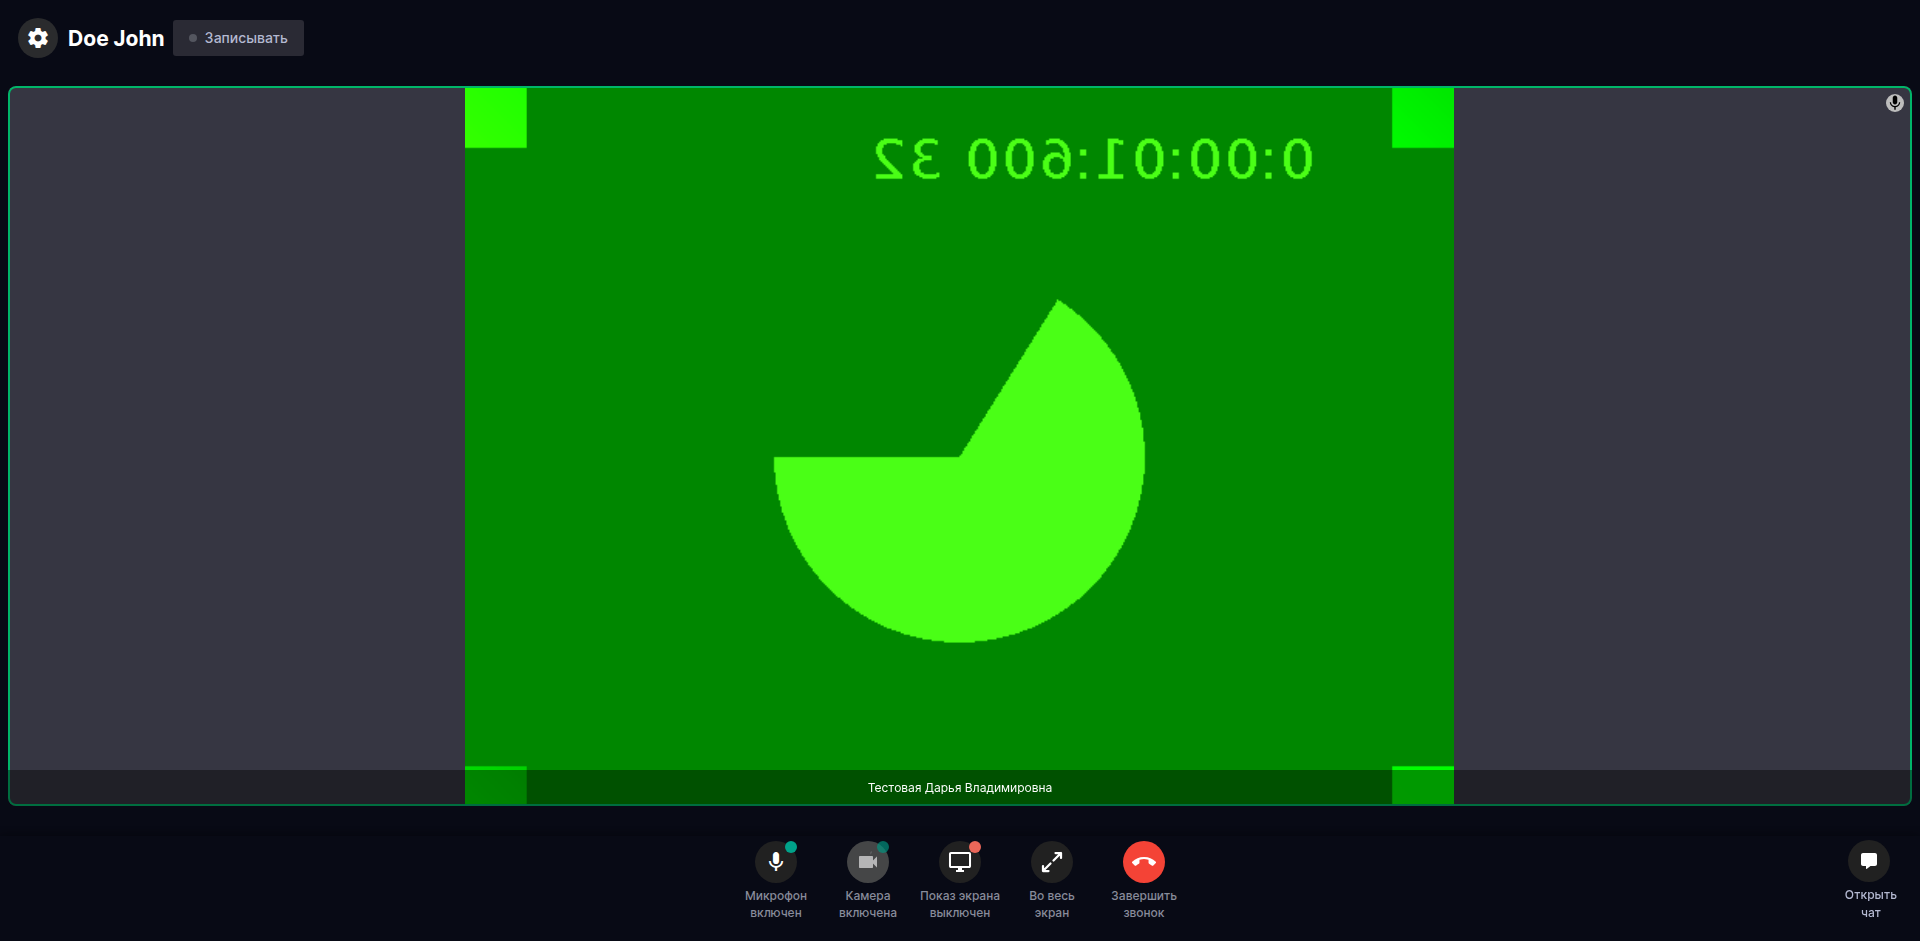 Doe John
Записывать
0:00:01:600 32
Тестовая Дарья Владимировна
Микрофон
включен
Камера
включена
Показ экрана
выключен
Во весь
экран
Завершить
звонок
Открыть
чат